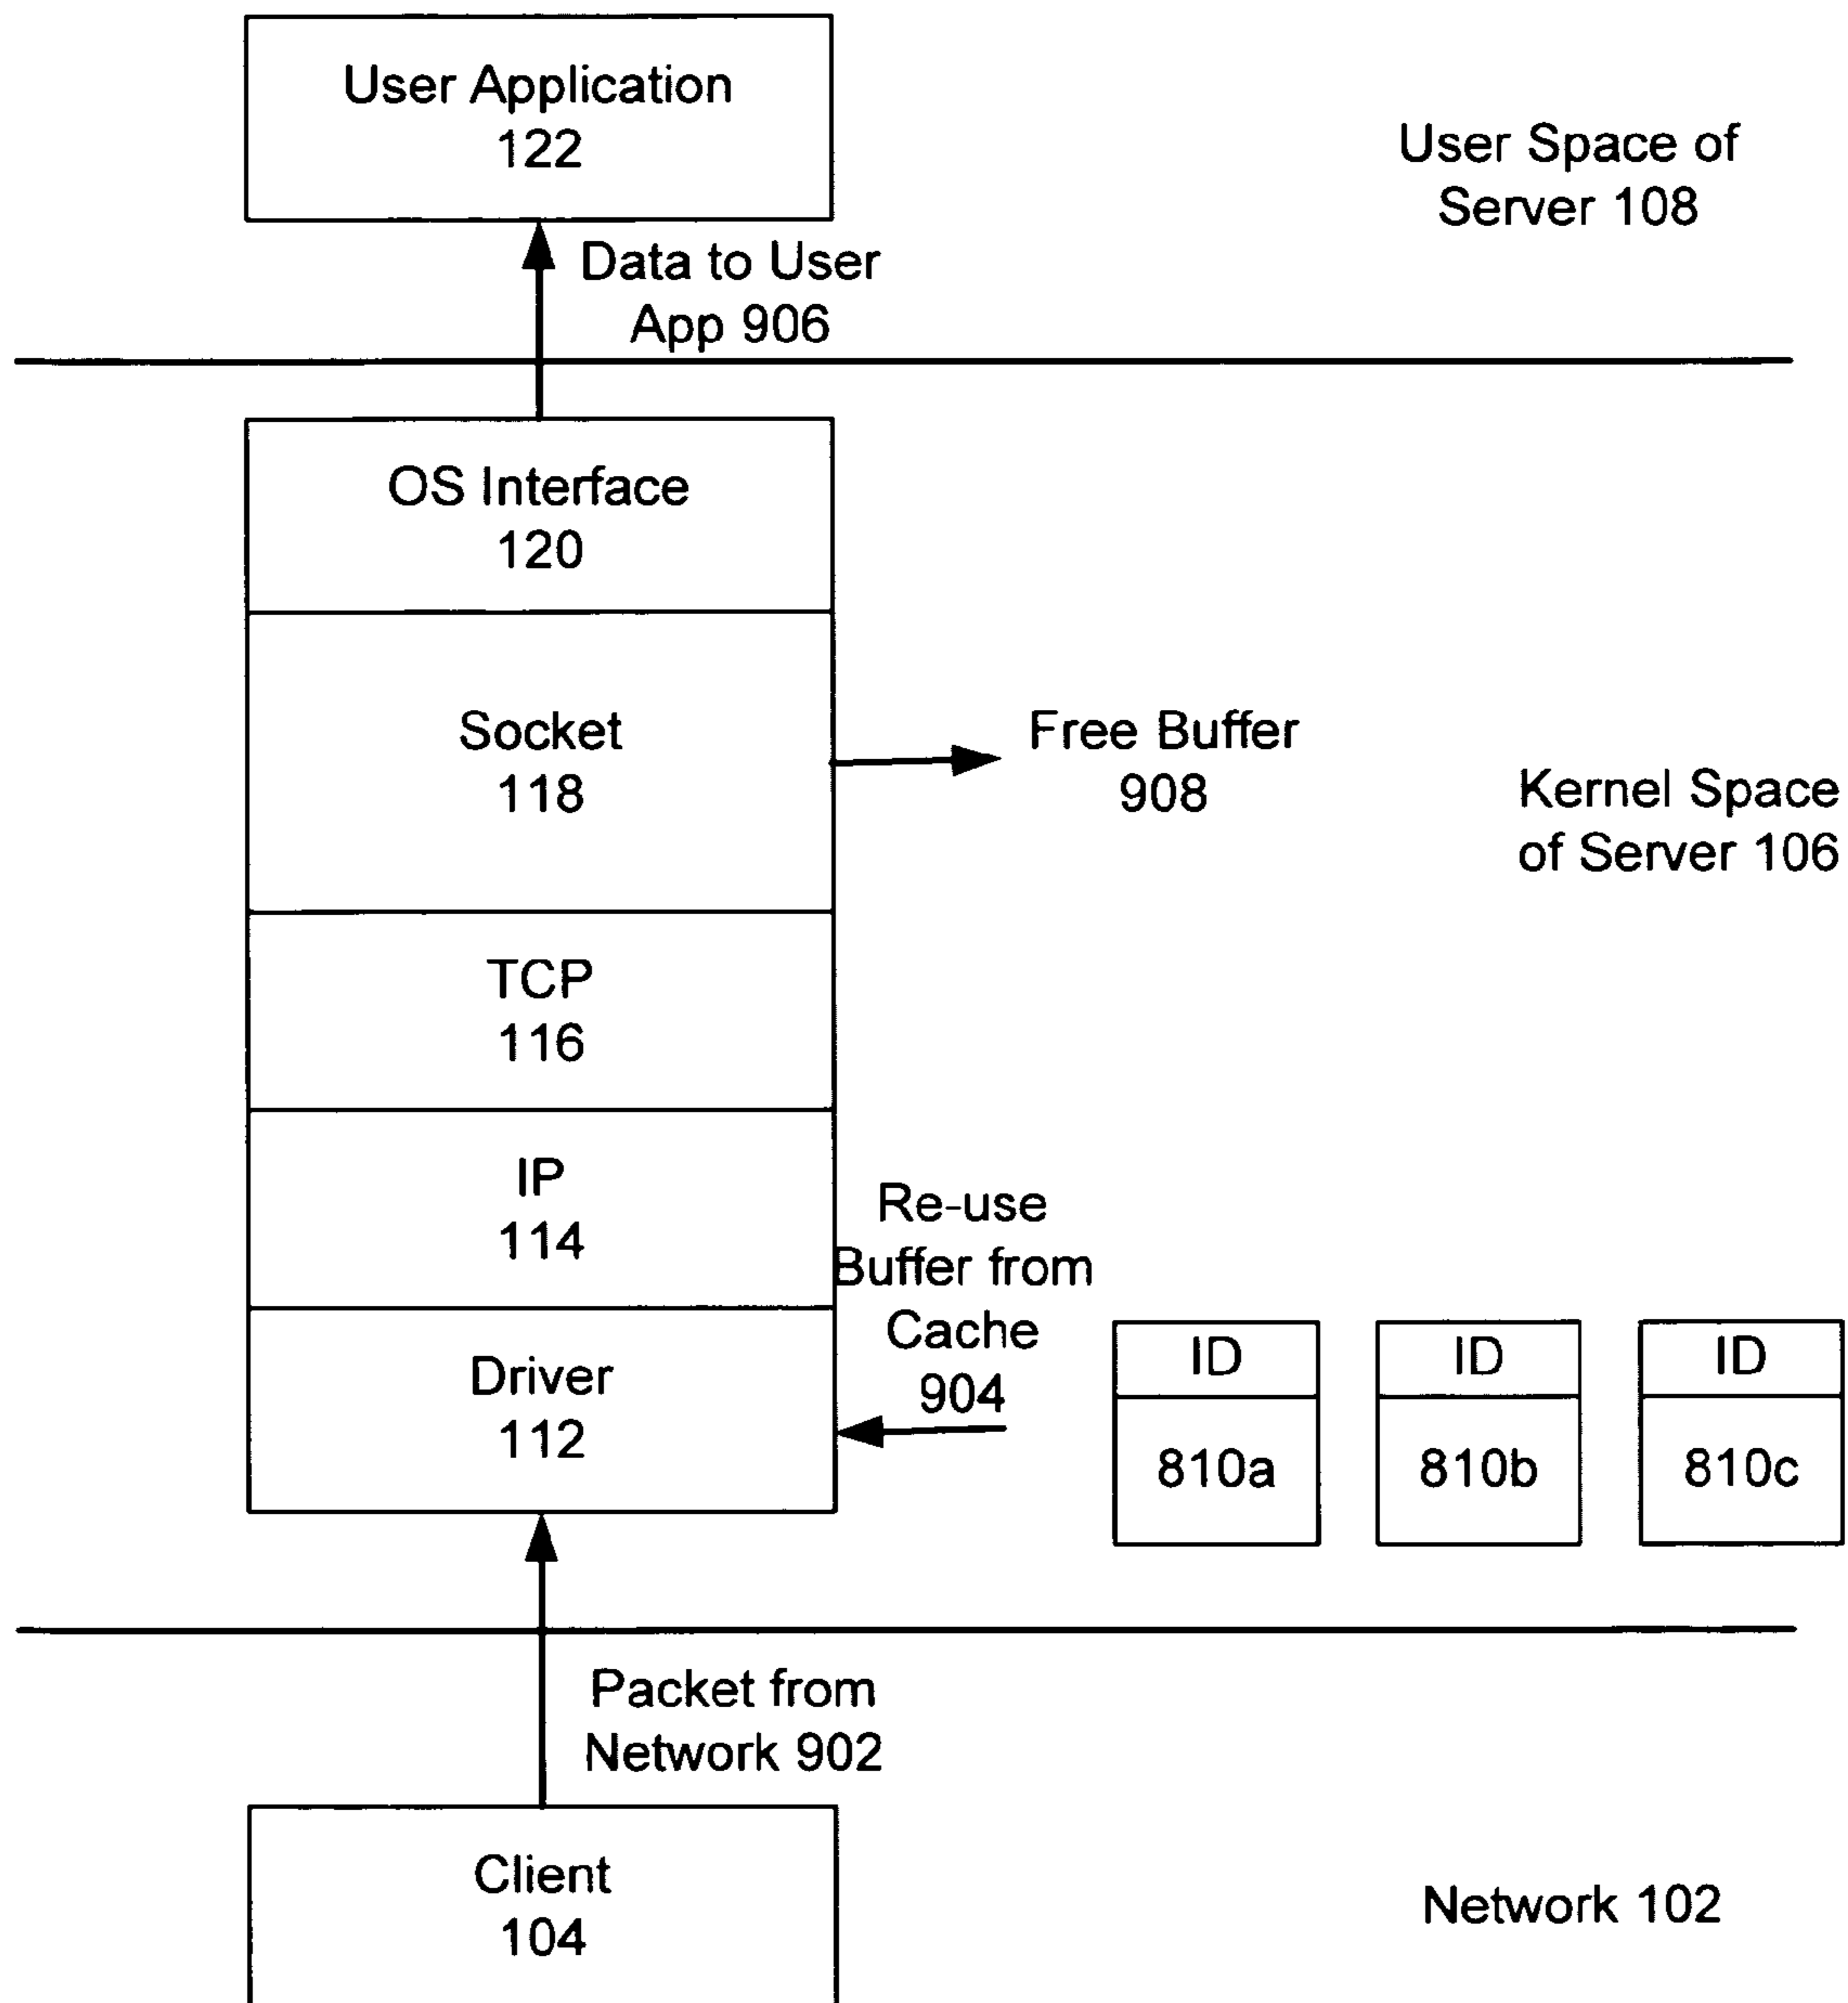 User Application
122
User Space of
Server 108
Data to User
App 906
OS Interface
120
Socket
118
Free Buffer
908
Kernel Space
of Server 106
TCP
116
IP
114
Re-use
Buffer from
Cache
904
Driver
112
ID
810a
ID
810b
ID
810c
Packet from
Network 902
Client
104
Network 102